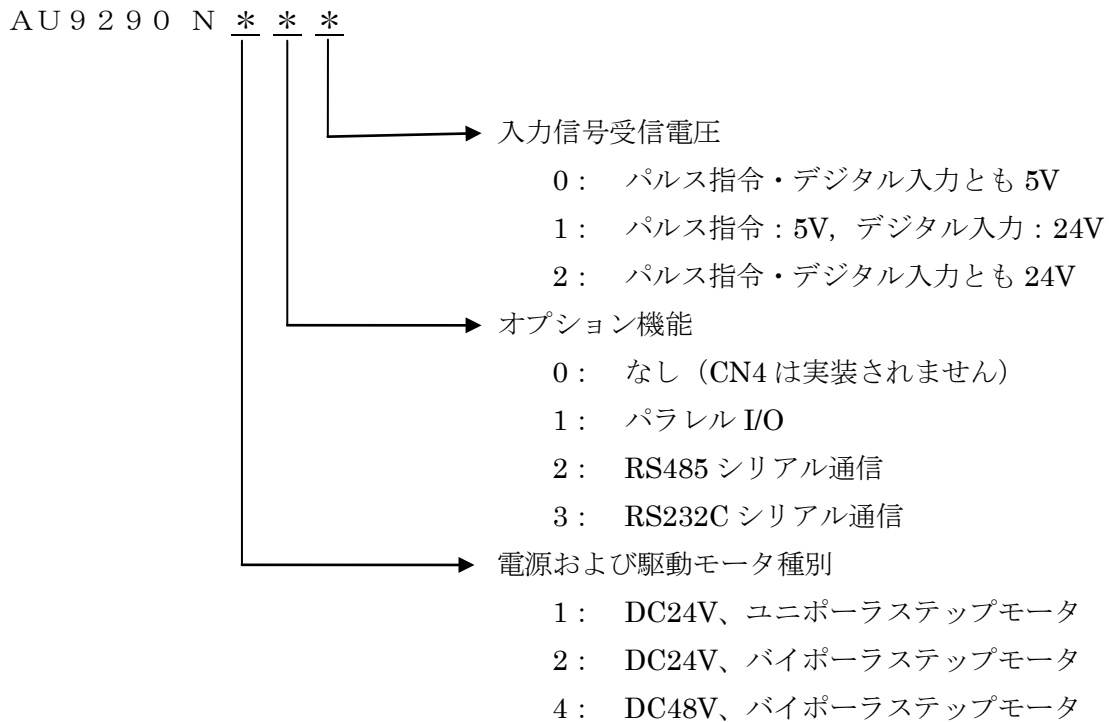 AU9290 N＊＊＊
入力信号受信電圧
0： パルス指令・デジタル入力とも 5V
1： パルス指令：5V，デジタル入力：24V
2： パルス指令・デジタル入力とも 24V
オプション機能
0： なし（CN4 は実装されません）
1： パラレル I/O
2： RS485 シリアル通信
3： RS232C シリアル通信
電源および駆動モータ種別
1： DC24V、ユニポーラステップモータ
2： DC24V、バイポーラステップモータ
4： DC48V、バイポーラステップモータ